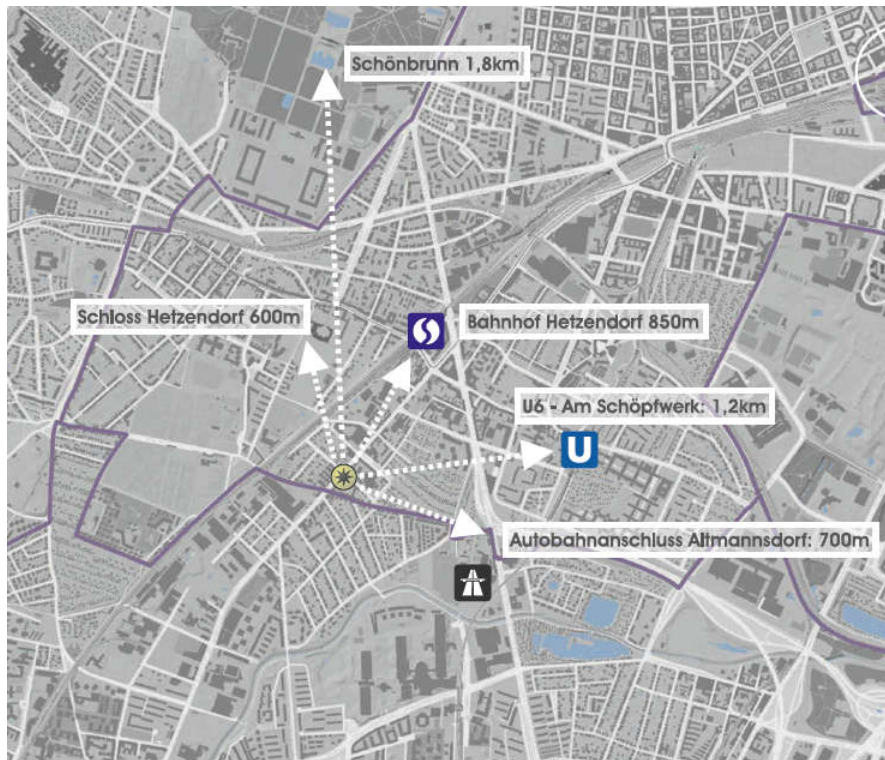 Schönbrunn 1,8km
Schloss Hetzendorf 600m
Bahnhof Hetzendorf 850m
U6 - Am Schöpfwerk: 1,2km
U
Autobahnanschluss Altmannsdorf: 700m